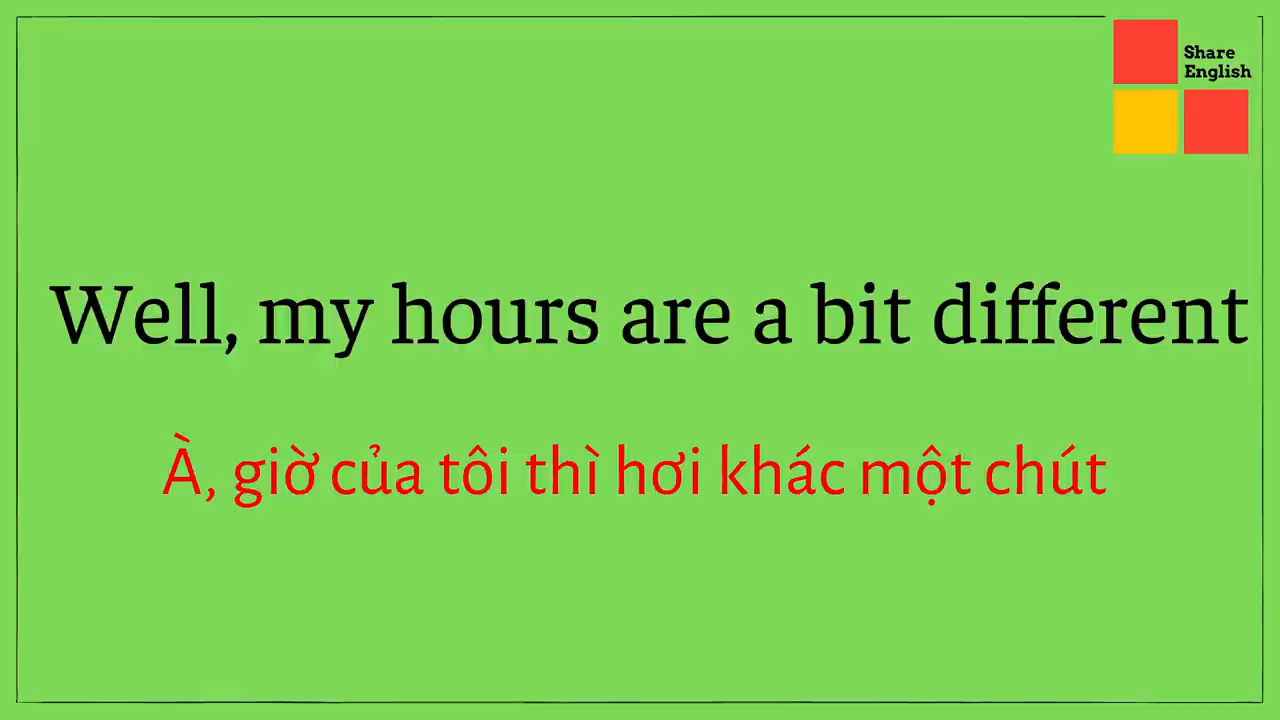 Share
English
Well, my hours are a bit different
À, giờ của tôi thì hơi khác một chút